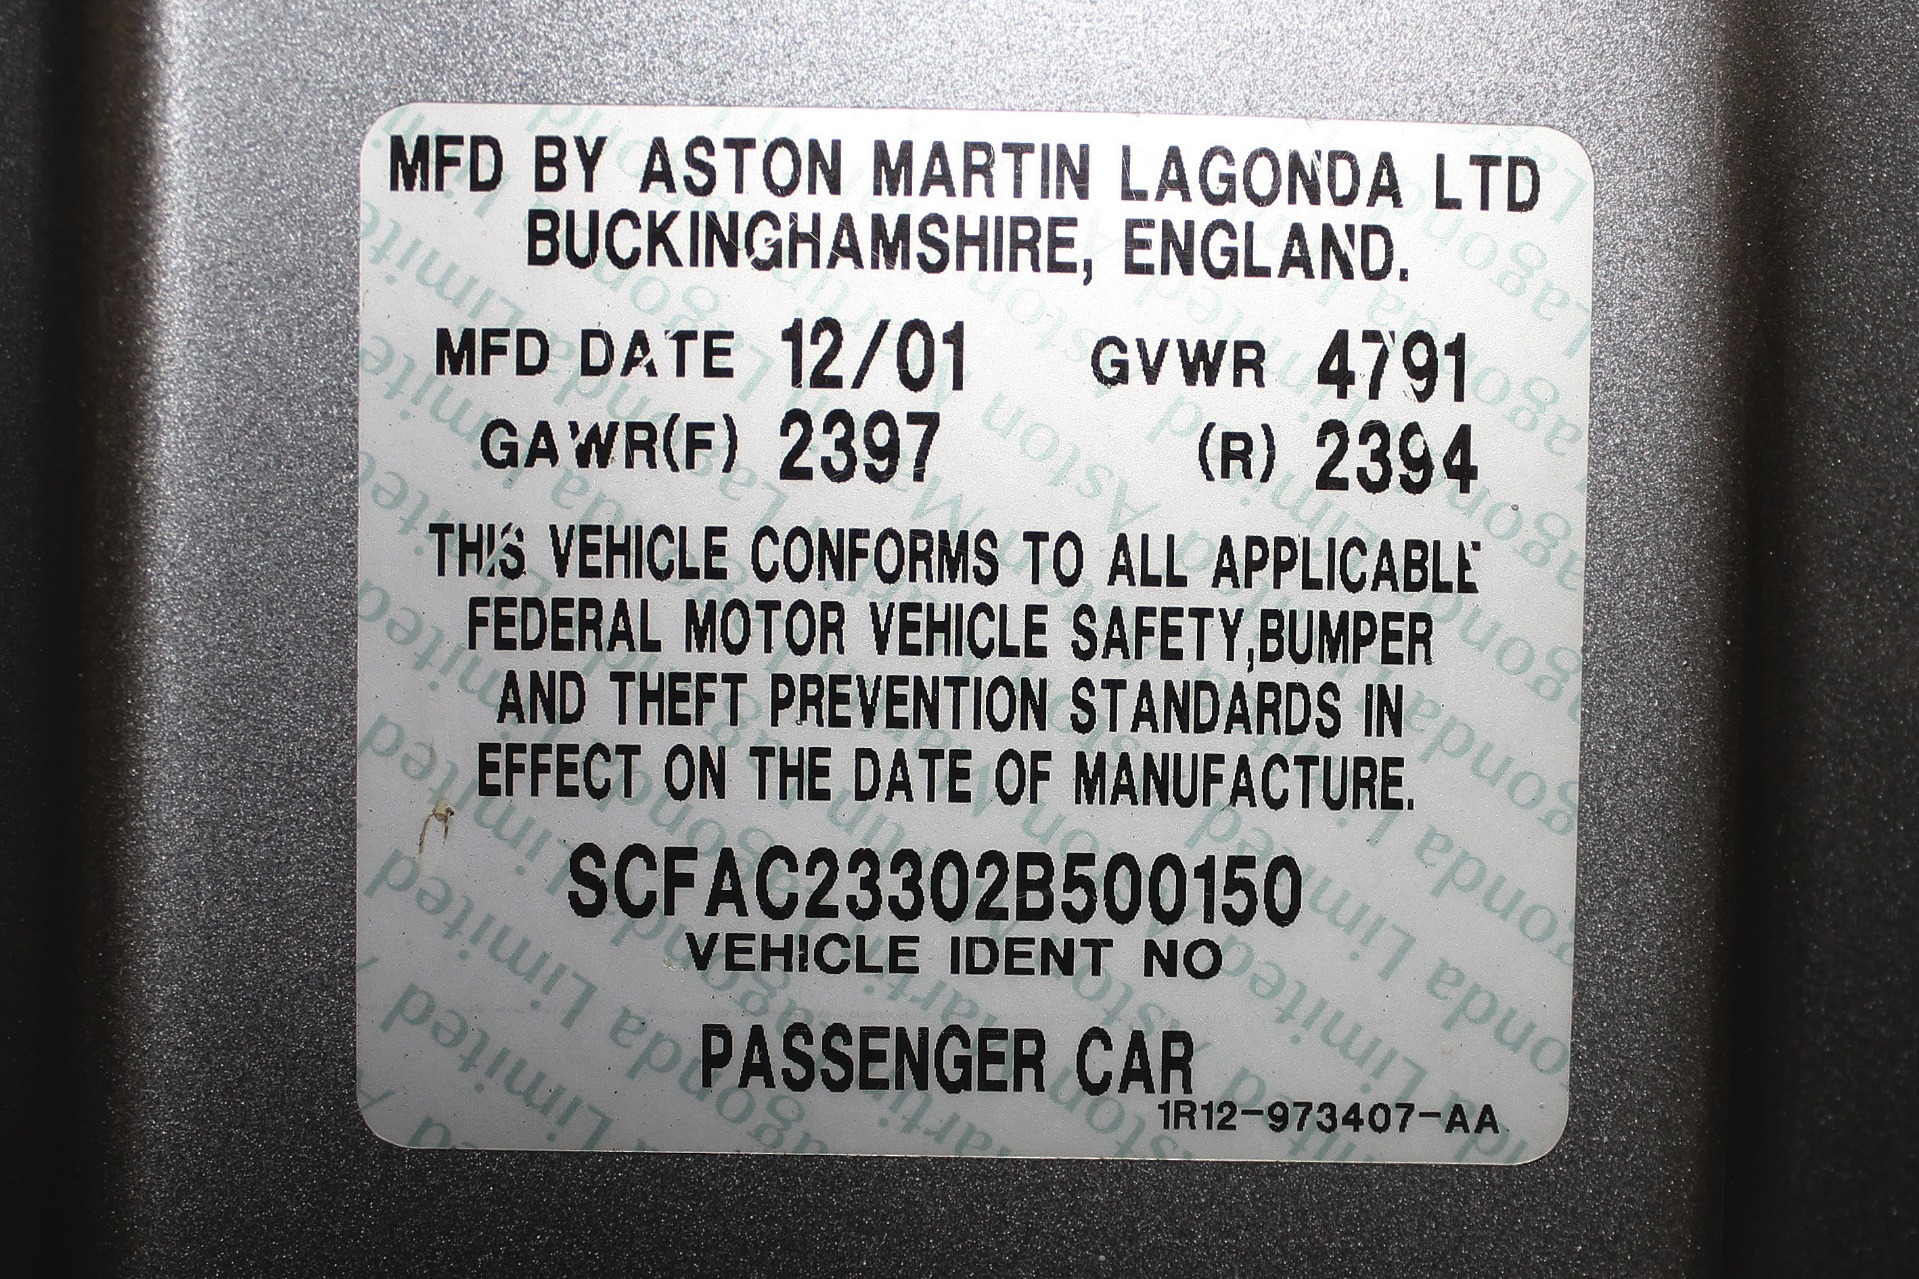 MFD BY ASTON MARTIN LAGONDA LTD
BUCKINGHAMSHIRE, ENGLAND.
MFD DATE 12/01 GVWR 4791
GAWR(F) 2397 (R) 2394
THIS VEHICLE CONFORMS TO ALL APPLICABLE
FEDERAL MOTOR VEHICLE SAFETY,BUMPER
AND THEFT PREVENTION STANDARDS IN
EFFECT ON THE DATE OF MANUFACTURE.
SCFAC23302B500150
VEHICLE IDENT NO
PASSENGER CAR
1R12-973407-AA